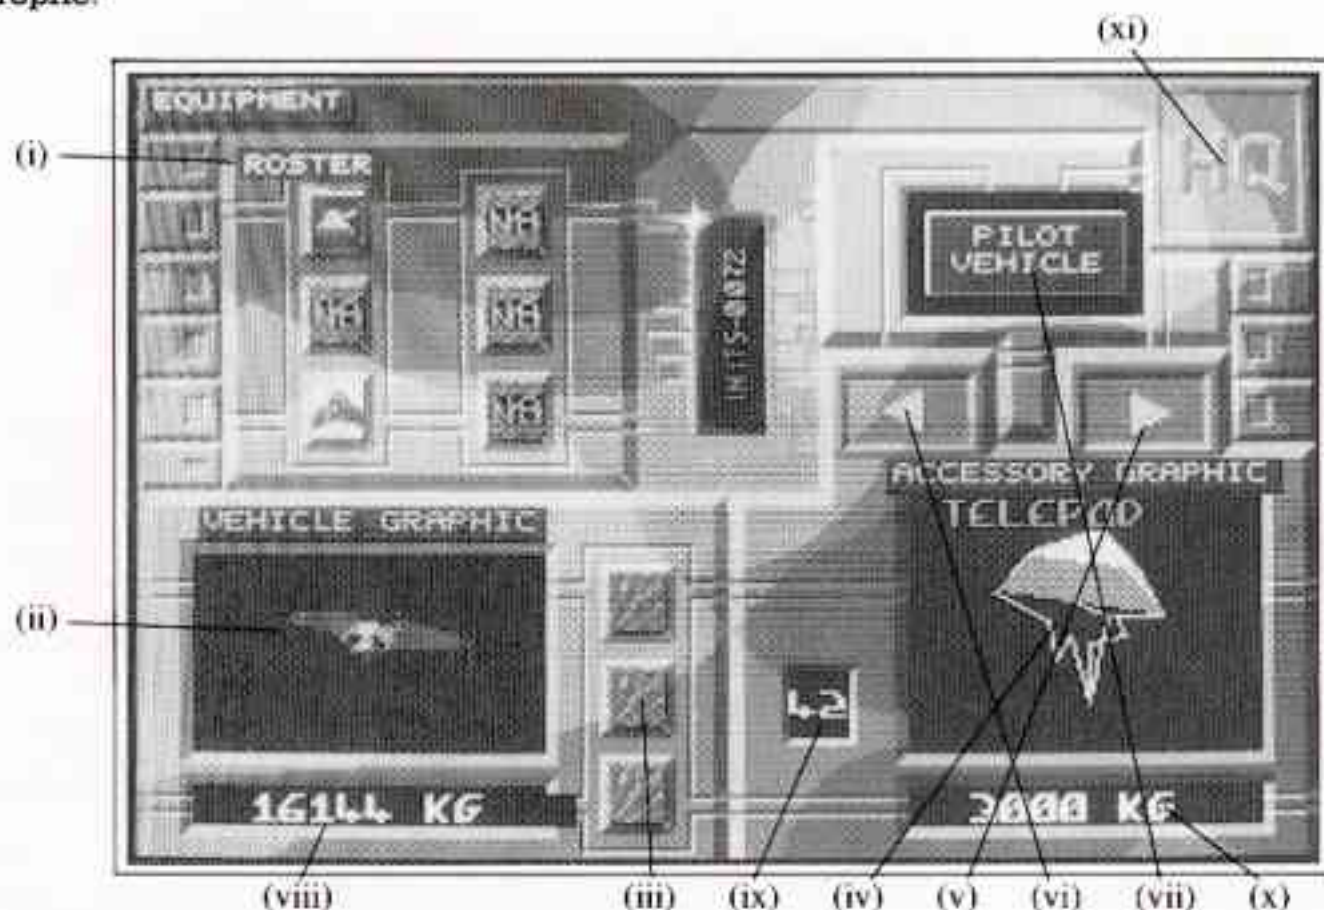 (xi)
EQUIPMENT
HQ
(i)
ROSTER
NA
PILOT
VEHICLE
NA NA
NA
ACCESSORY GRAPHIC
VEHICLE GRAPHIC
TELEPOD
(ii)
42
16144 KG
3000 KG
(viii) (iii) (ix) (iv) (v) (vi) (vii) (x)